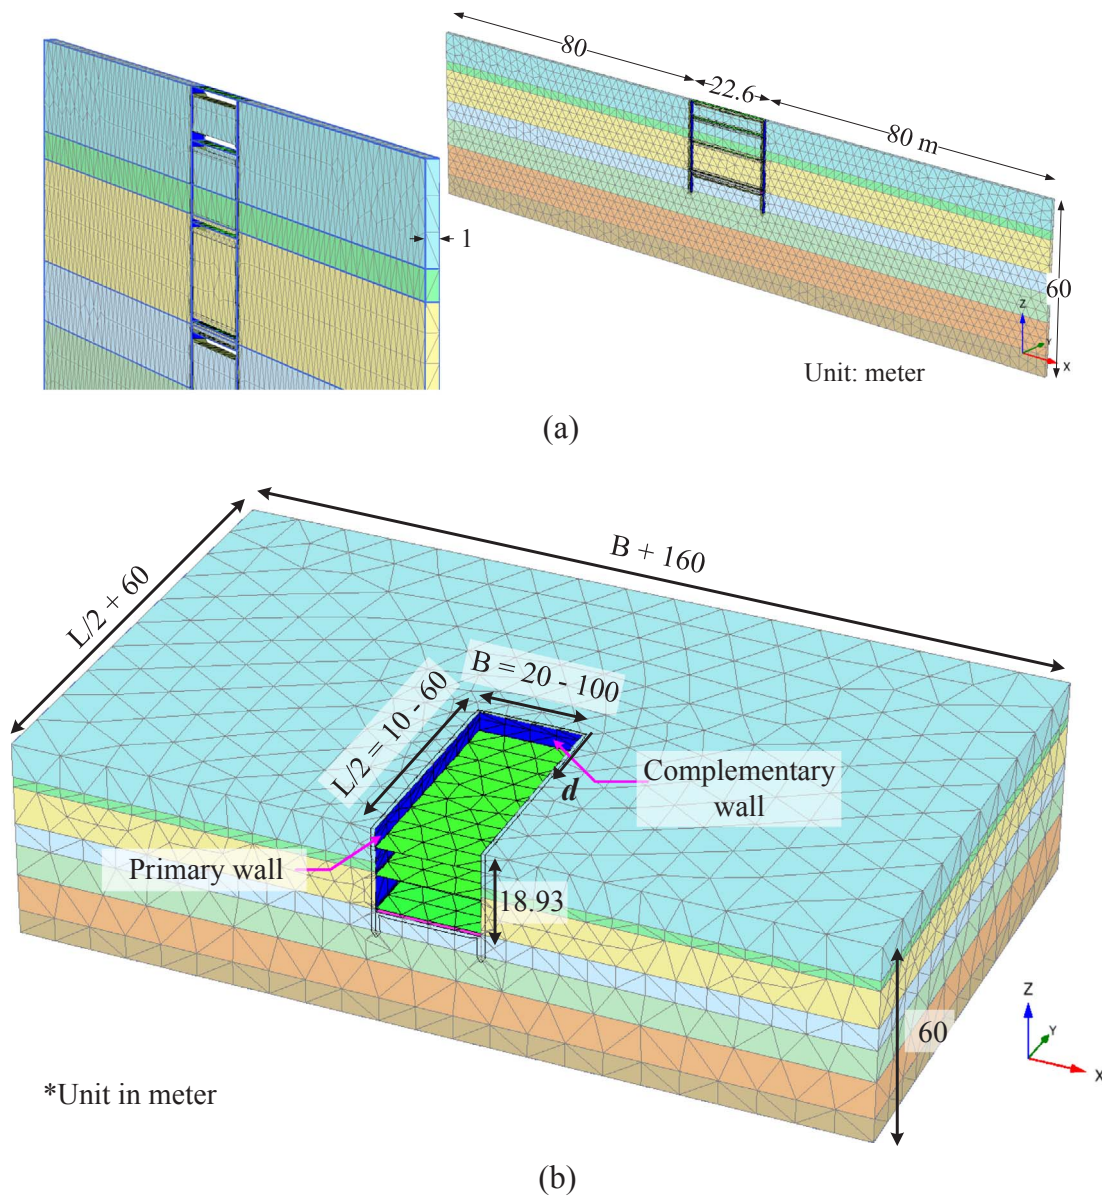 80
22.6
80 m
1
60
Z
Y
X
Unit: meter
(a)
B + 160
L/2 + 60
B = 20 - 100
L/2 = 10 - 60
Complementary
wall
d
Primary wall
18.93
60
Z
Y
X
*Unit in meter
(b)